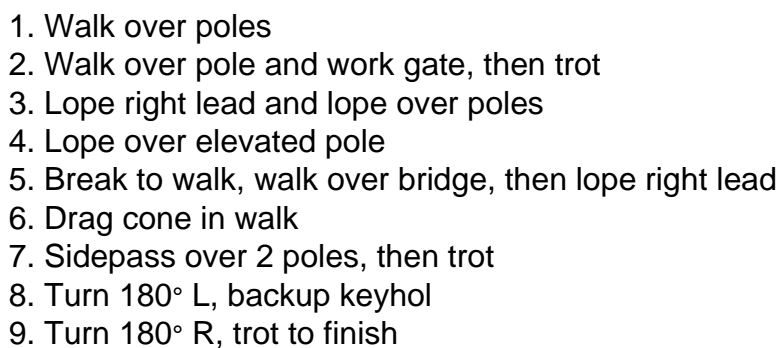 1. Walk over poles
2. Walk over pole and work gate, then trot
3. Lope right lead and lope over poles
4. Lope over elevated pole
5. Break to walk, walk over bridge, then lope right lead
6. Drag cone in walk
7. Sidepass over 2 poles, then trot
8. Turn 180° L, backup keyhol
9. Turn 180° R, trot to finish